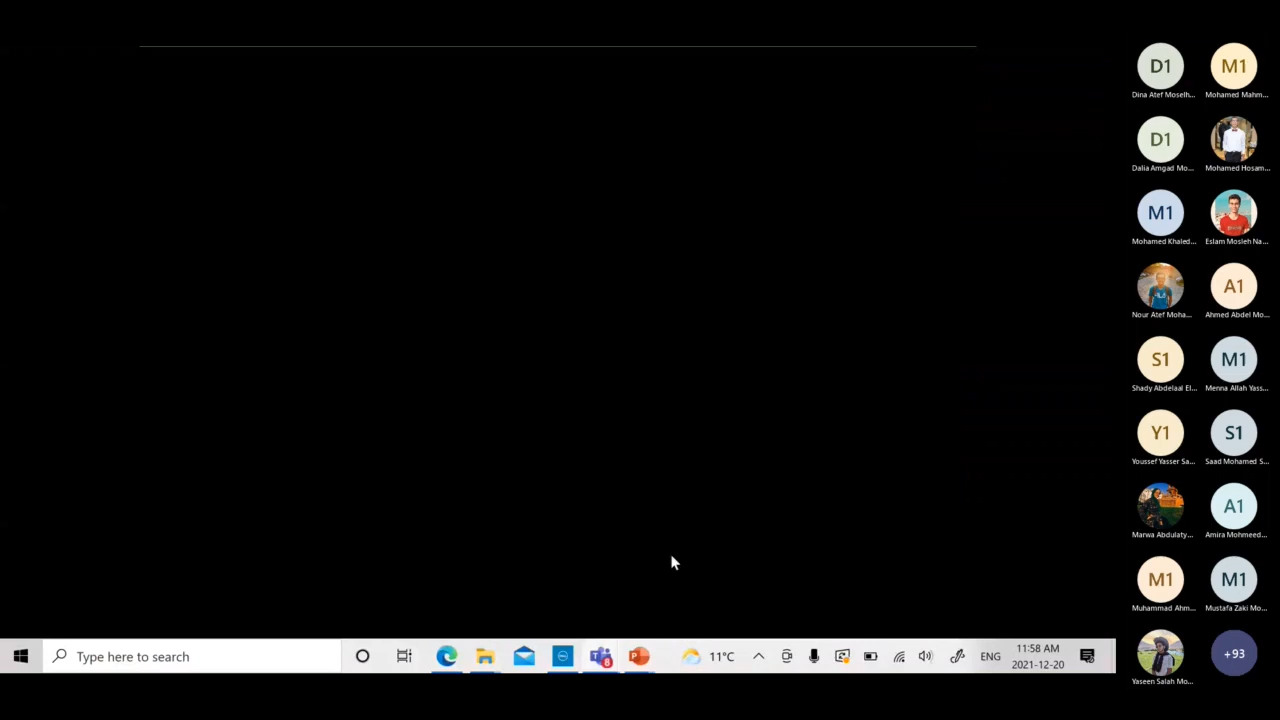 D1 M1
Dina Atef Moselh... Mohamed Mahm...
D1
Dalia Amgad Mo... Mohamed Hosam...
M1
Mohamed Khaled... Eslam Mosleh Na...
A1
Nour Atef Moha... Ahmed Abdel Mo...
S1 M1
Shady Abdelaal El... Menna Allah Yass...
Y1 S1
Youssef Yasser Sa... Saad Mohamed S...
A1
Marwa Abdulaty... Amira Mohmeed...
M1 M1
Muhammad Ahm... Mustafa Zaki Mo...
+93
Yaseen Salah Mo...
Type here to search
8
11°C
ENG
11:58 AM
2021-12-20